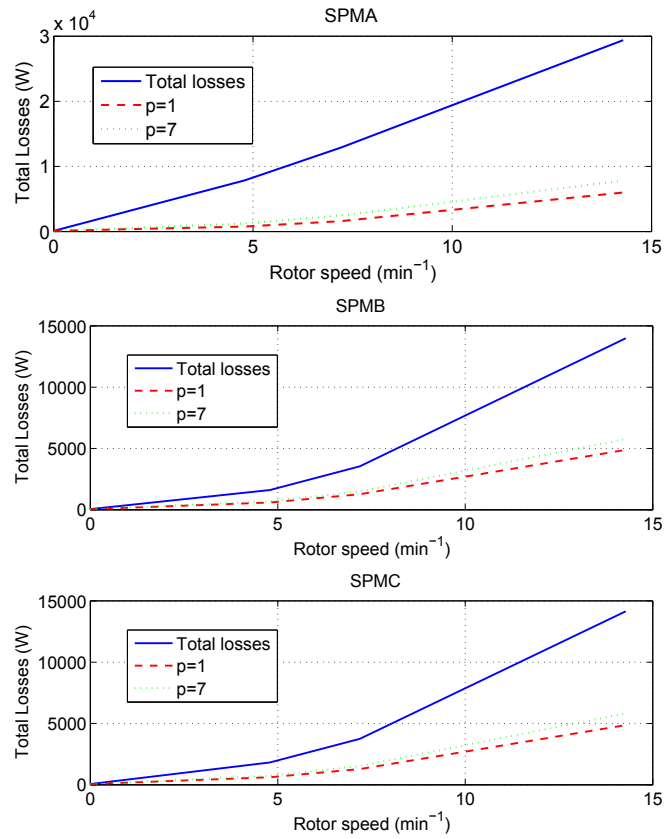 SPMA
x 10⁴
3
2
1
0
Total Losses (W)
Total losses
p=1
p=7
0 5 10 15
Rotor speed (min⁻¹)
SPMB
15000
10000
5000
0
Total Losses (W)
Total losses
p=1
p=7
0 5 10 15
Rotor speed (min⁻¹)
SPMC
15000
10000
5000
0
Total Losses (W)
Total losses
p=1
p=7
0 5 10 15
Rotor speed (min⁻¹)